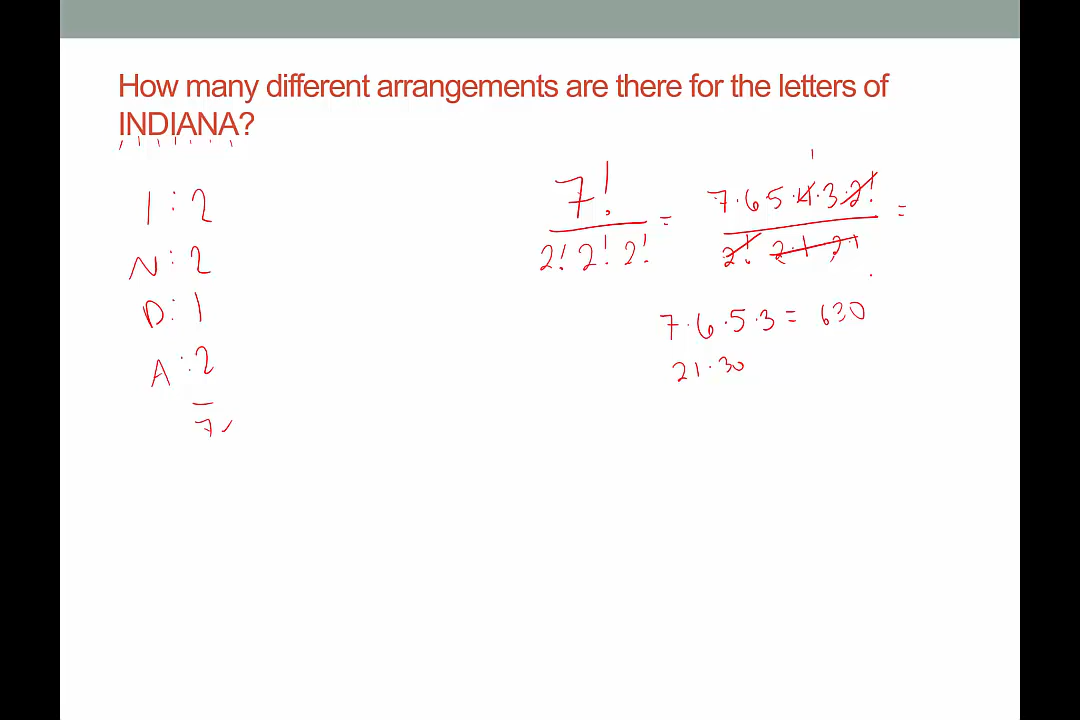 How many different arrangements are there for the letters of
INDIANA?
I : 2
N : 2
D : 1
A : 2
7
7! / 2! 2! 2! = 7·6 5·4·3·2! / 2! 2·1 2·1 =
1
7·6·5·3 = 630
21·30